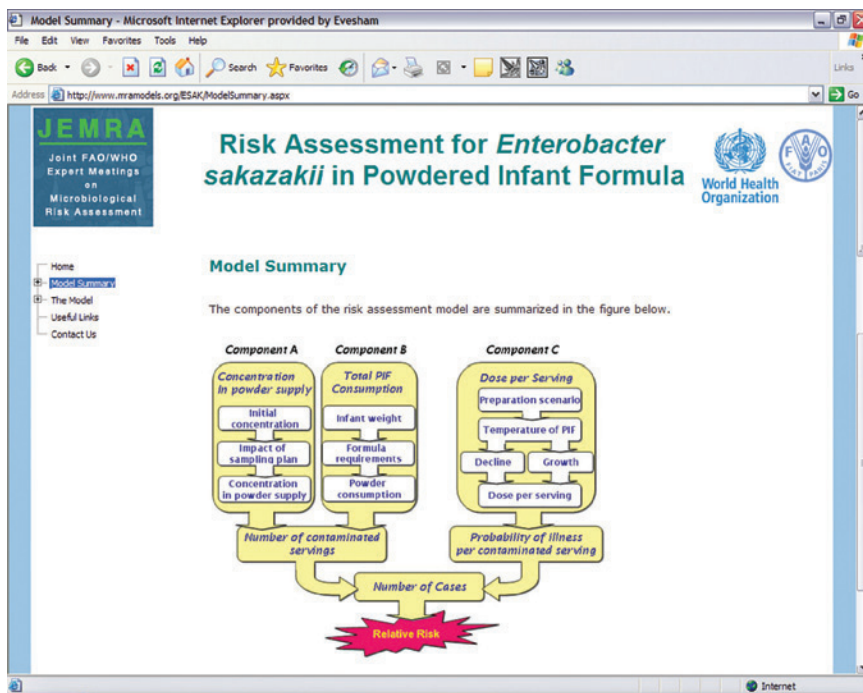 Model Summary - Microsoft Internet Explorer provided by Evesham
File Edit View Favorites Tools Help
Back Search Favorites Links
Address http://www.mramodels.org/ESAK/ModelSummary.aspx Go
JEMRA
Joint FAO/WHO
Expert Meetings
on
Microbiological
Risk Assessment
Risk Assessment for Enterobacter
sakazakii in Powdered Infant Formula
World Health
Organization
F A O
FIAT PANIS
Home
Model Summary
The Model
Useful Links
Contact Us
Model Summary
The components of the risk assessment model are summarized in the figure below.
Component A Component B Component C
Concentration
In powder supply
Initial
concentration
Impact of
sampling plan
Concentration
in powder supply
Total PIF
Consumption
Infant weight
Formula
requirements
Powder
consumption
Dose per Serving
Preparation scenario
Temperature of PIF
Decline Growth
Dose per serving
Number of contaminated
servings
Probability of illness
per contaminated serving
Number of Cases
Relative Risk
Internet